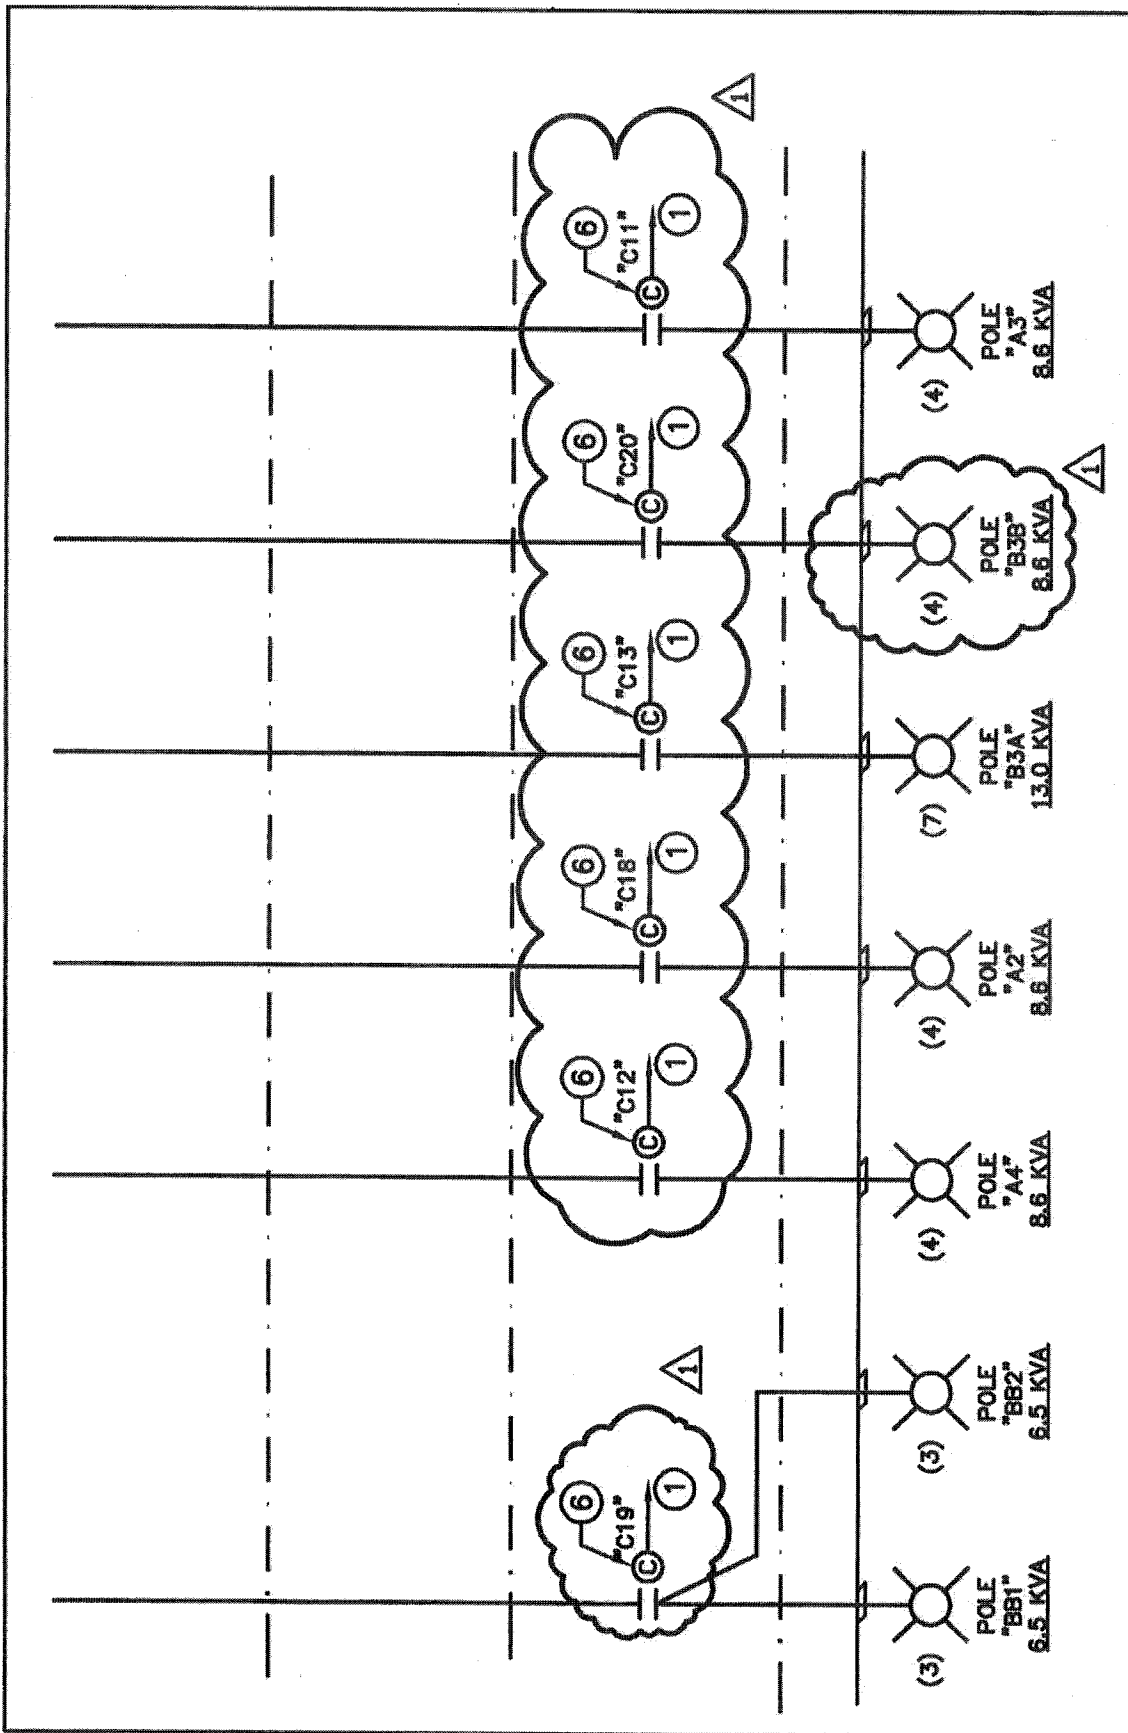 6
"C19"
C
1
1
6
"C12"
C
1
6
"C18"
C
1
6
"C13"
C
1
6
"C20"
C
1
6
"C11"
C
1
1
(3)
POLE
"BB1"
6.5 KVA
(3)
POLE
"BB2"
6.5 KVA
(4)
POLE
"A4"
8.6 KVA
(4)
POLE
"A2"
8.6 KVA
(7)
POLE
"B3A"
13.0 KVA
(4)
POLE
"B3B"
8.6 KVA
1
(4)
POLE
"A3"
8.6 KVA